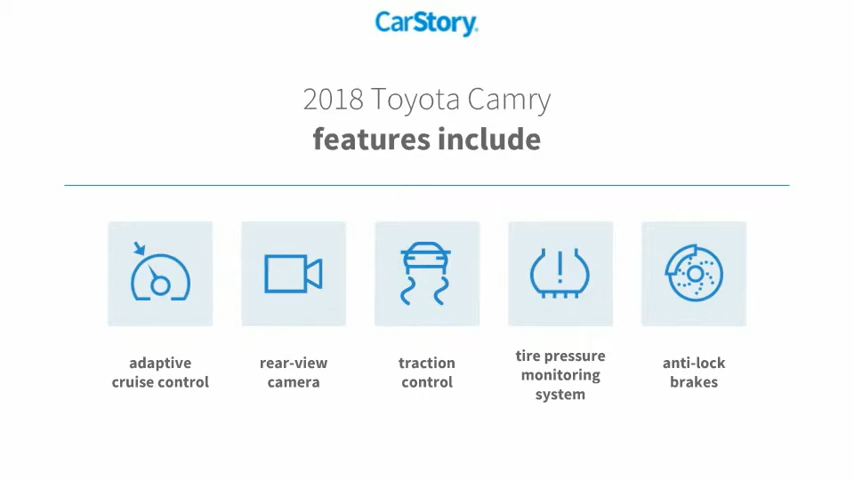 CarStory
2018 Toyota Camry
features include
adaptive
cruise control
rear-view
camera
traction
control
tire pressure
monitoring
system
anti-lock
brakes